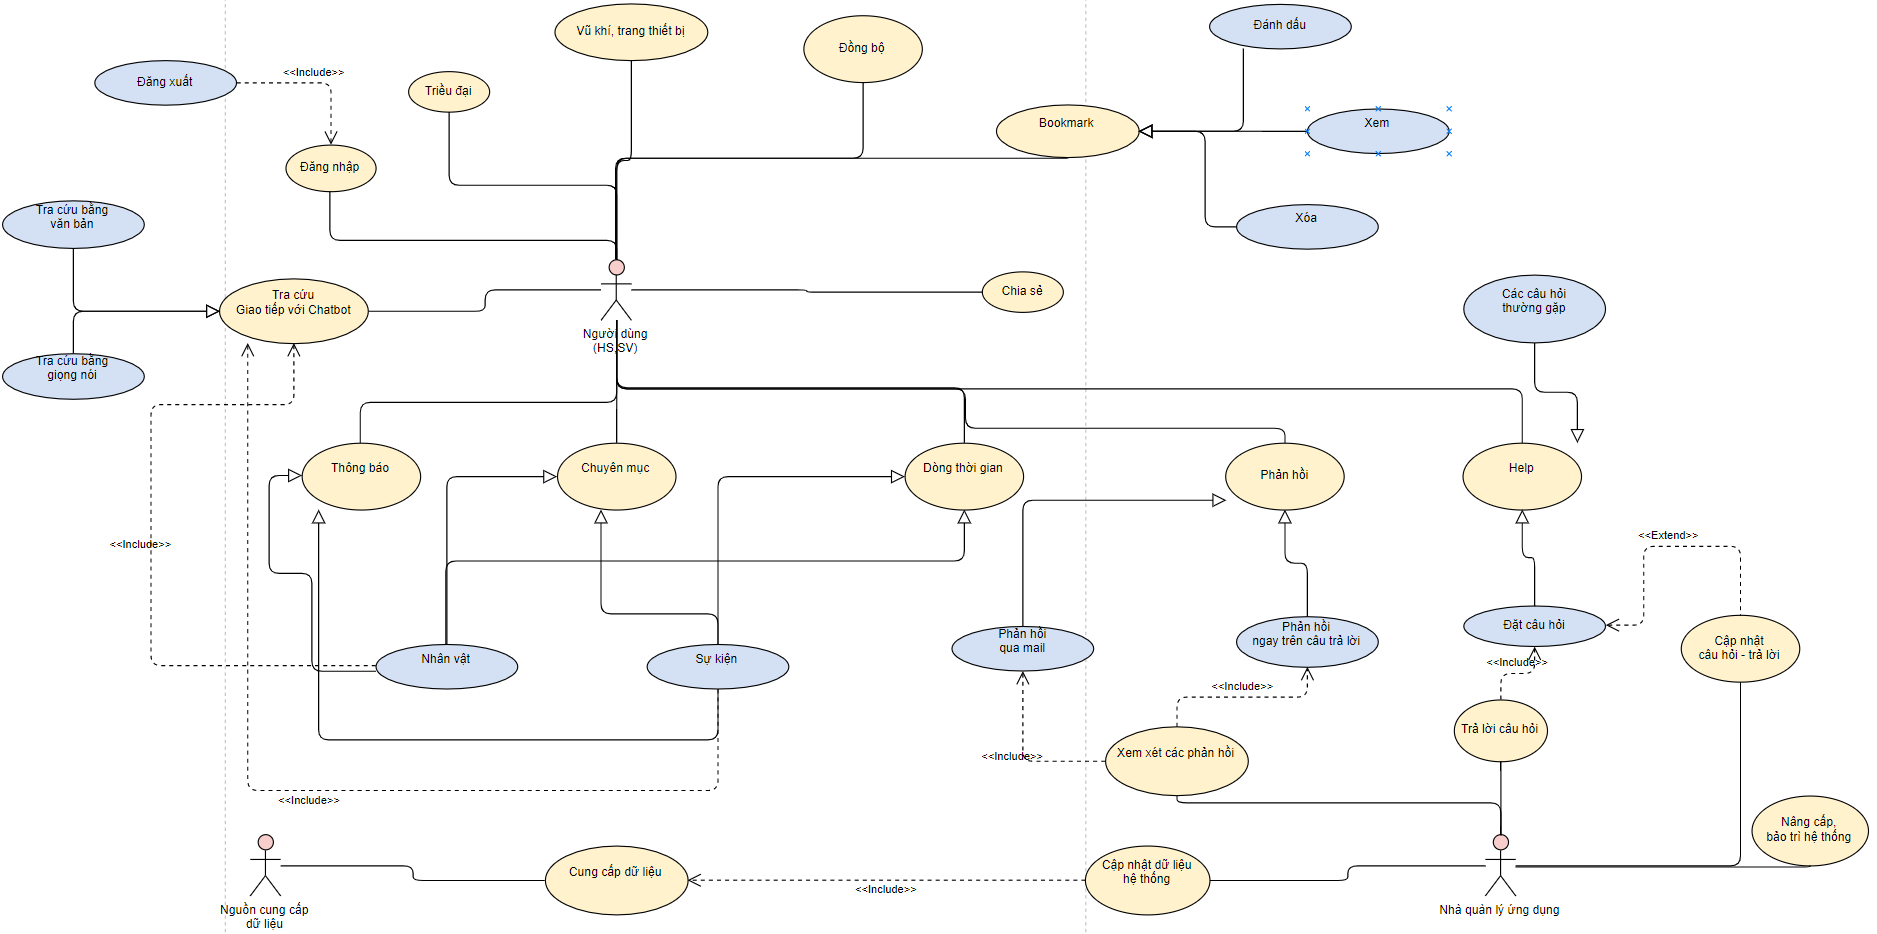 Vũ khí, trang thiết bị
Đánh dấu
Đồng bộ
<<Include>>
Đăng xuất
Triều đại
Bookmark
Xem
Đăng nhập
Tra cứu bằng
văn bản
Xóa
Tra cứu
Giao tiếp với Chatbot
Chia sẻ
Các câu hỏi
thường gặp
Người dùng
(HS,SV)
Tra cứu bằng
giọng nói
Thông báo
Chuyên mục
Dòng thời gian
Phản hồi
Help
<<Include>>
<<Extend>>
Nhân vật
Sự kiện
Phản hồi
qua mail
Phản hồi
ngay trên câu trả lời
Đặt câu hỏi
Cập nhật
câu hỏi - trả lời
<<Include>>
<<Include>>
Trả lời câu hỏi
Xem xét các phản hồi
<<Include>>
<<Include>>
Nâng cấp,
bảo trì hệ thống
Cung cấp dữ liệu
Cập nhật dữ liệu
hệ thống
<<Include>>
Nguồn cung cấp
dữ liệu
Nhà quản lý ứng dụng